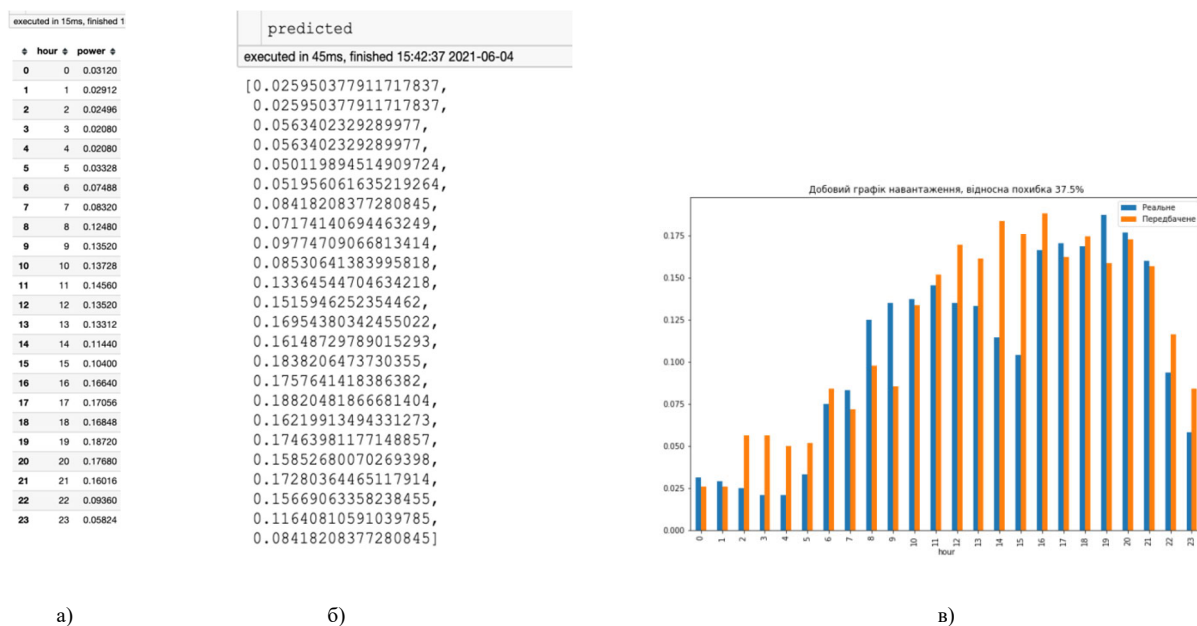 executed in 15ms, finished 1
hour power
0 0 0.03120
1 1 0.02912
2 2 0.02496
3 3 0.02080
4 4 0.02080
5 5 0.03328
6 6 0.07488
7 7 0.08320
8 8 0.12480
9 9 0.13520
10 10 0.13728
11 11 0.14560
12 12 0.13520
13 13 0.13312
14 14 0.11440
15 15 0.10400
16 16 0.16640
17 17 0.17056
18 18 0.16848
19 19 0.18720
20 20 0.17680
21 21 0.16016
22 22 0.09360
23 23 0.05824
а)
predicted
executed in 45ms, finished 15:42:37 2021-06-04
[0.025950377911717837,
0.025950377911717837,
0.0563402329289977,
0.0563402329289977,
0.050119894514909724,
0.051956061635219264,
0.08418208377280845,
0.071741406944463249,
0.09774709066813414,
0.08530641383995818,
0.13364544704634218,
0.1515946252354462,
0.16954380342455022,
0.16148729789015293,
0.1838206473730355,
0.1757641418386382,
0.18820481866681404,
0.16219913494331273,
0.17463981177148857,
0.15852680070269398,
0.17280364465117914,
0.15669063358238455,
0.11640810591039785,
0.08418208377280845]
б)
Добовий графік навантаження, відносна похибка 37.5%
Реальне
Передбачене
0.175
0.150
0.125
0.100
0.075
0.050
0.025
0.000
0 1 2 3 4 5 6 7 8 9 10 11 12 13 14 15 16 17 18 19 20 21 22 23
hour
в)